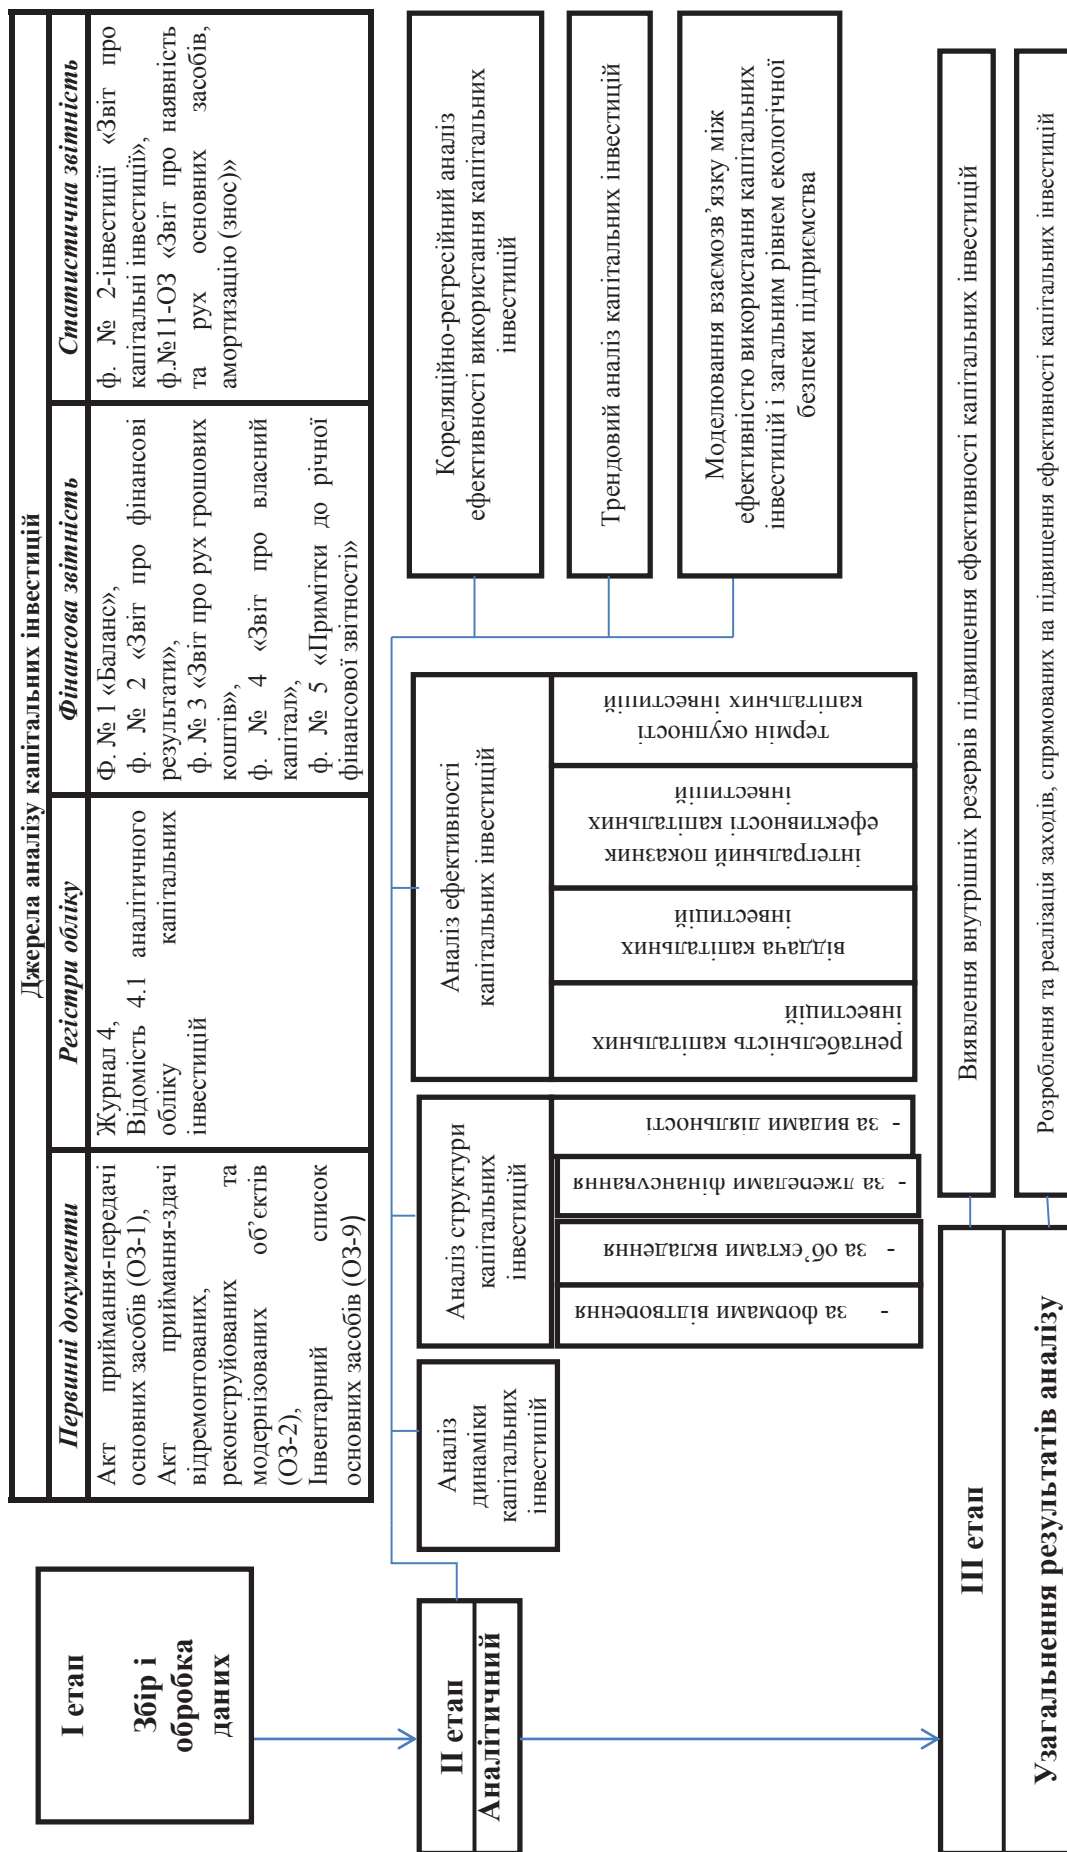 Джерела аналізу капітальних інвестицій
Первинні документи
Регістри обліку
Фінансова звітність
Статистична звітність
Акт приймання-передачі
основних засобів (ОЗ-1),
Акт приймання-здачі
відремонтованих,
реконструйованих та
модернізованих об’єктів
(ОЗ-2),
Інвентарний список
основних засобів (ОЗ-9)
Журнал 4,
Відомість 4.1 аналітичного
обліку капітальних
інвестицій
Ф. № 1 «Баланс»,
ф. № 2 «Звіт про фінансові
результати»,
ф. № 3 «Звіт про рух грошових
коштів»,
ф. № 4 «Звіт про власний
капітал»,
ф. № 5 «Примітки до річної
фінансової звітності»
ф. № 2-інвестиції «Звіт про
капітальні інвестиції»,
ф.№11-ОЗ «Звіт про наявність
та рух основних засобів,
амортизацію (знос)»
І етап
Збір і
обробка
даних
ІІ етап
Аналітичний
Аналіз
динаміки
капітальних
інвестицій
Аналіз структури
капітальних
інвестицій
- за формами відтворення
- за об’єктами вкладення
- за джерелами фінансування
- за видами діяльності
Аналіз ефективності
капітальних інвестицій
рентабельність капітальних
інвестицій
віддача капітальних
інвестицій
інтегральний показник
ефективності капітальних
інвестицій
термін окупності
капітальних інвестицій
Кореляційно-регресійний аналіз
ефективності використання капітальних
інвестицій
Трендовий аналіз капітальних інвестицій
Моделювання взаємозв’язку між
ефективністю використання капітальних
інвестицій і загальним рівнем екологічної
безпеки підприємства
ІІІ етап
Узагальнення результатів аналізу
Виявлення внутрішніх резервів підвищення ефективності капітальних інвестицій
Розроблення та реалізація заходів, спрямованих на підвищення ефективності капітальних інвестицій